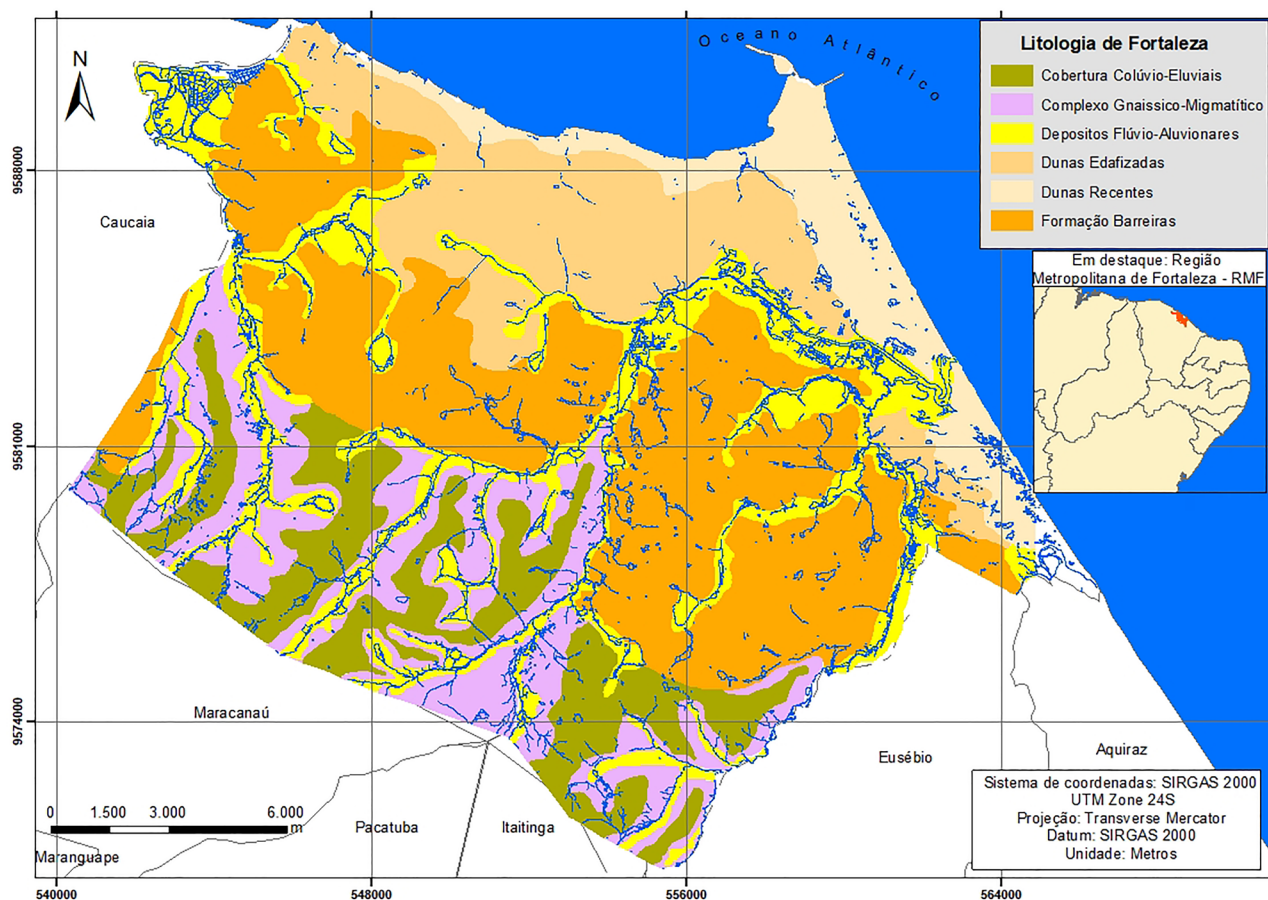 Oceano Atlântico
N
Litologia de Fortaleza
Cobertura Colúvio-Eluviais
Complexo Gnaissico-Migmatítico
Depositos Flúvio-Aluvionares
Dunas Edafizadas
Dunas Recentes
Formação Barreiras
9588000
Caucaia
Em destaque: Região
Metropolitana de Fortaleza - RMF
9581000
Maracanaú
9574000
Eusébio
Aquiraz
Sistema de coordenadas: SIRGAS 2000
UTM Zone 24S
Projeção: Transverse Mercator
Datum: SIRGAS 2000
Unidade: Metros
0 1.500 3.000 6.000
m
Pacatuba
Itaitinga
Maranguape
540000 548000 556000 564000